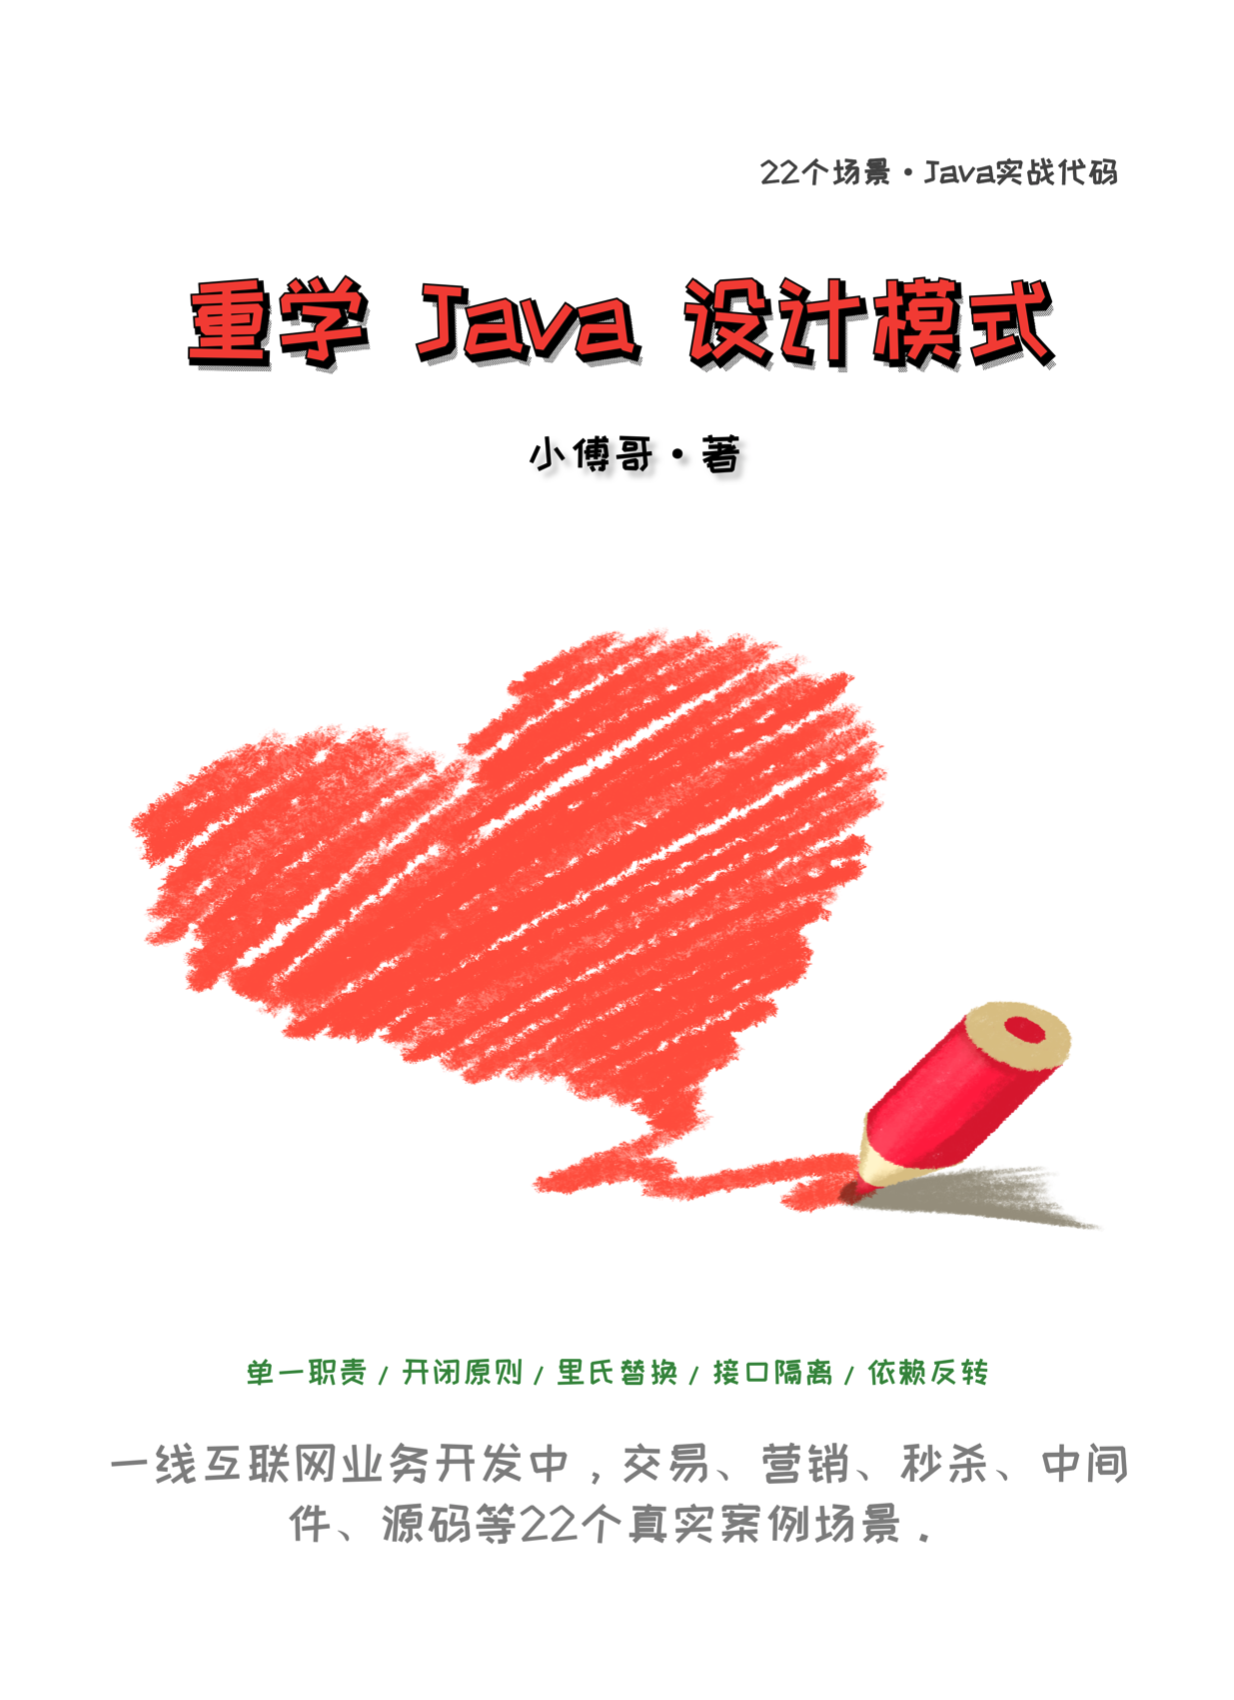 22个场景·Java实战代码
重学 Java 设计模式
小傅哥·著
单一职责/开闭原则/里氏替换/接口隔离/依赖反转
一线互联网业务开发中，交易、营销、秒杀、中间
件、源码等22个真实案例场景.